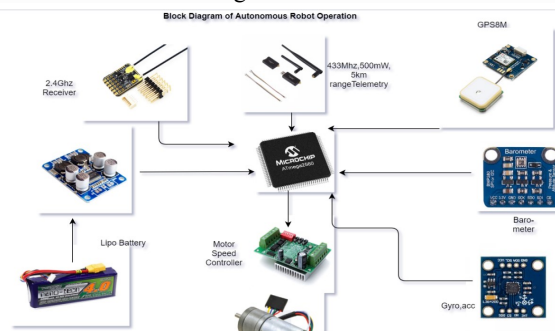 Block Diagram of Autonomous Robot Operation
GPS8M
2.4Ghz
Receiver
433Mhz,500mW,
5km
rangeTelemetry
MICROCHIP
ATmega2560
Barometer
Baro-
meter
Lipo Battery
Motor
Speed
Controller
Gyro,acc